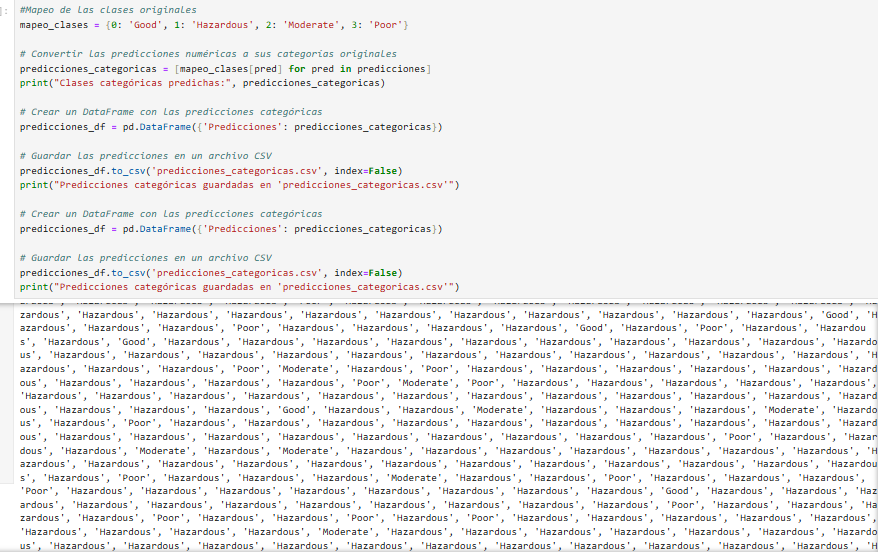 ]:
#Mapeo de las clases originales
mapeo_clases = {0: 'Good', 1: 'Hazardous', 2: 'Moderate', 3: 'Poor'}
# Convertir las predicciones numéricas a sus categorías originales
predicciones_categoricas = [mapeo_clases[pred] for pred in predicciones]
print("Clases categóricas predichas:", predicciones_categoricas)
# Crear un DataFrame con las predicciones categóricas
predicciones_df = pd.DataFrame({'Predicciones': predicciones_categoricas})
# Guardar las predicciones en un archivo CSV
predicciones_df.to_csv('predicciones_categoricas.csv', index=False)
print("Predicciones categóricas guardadas en 'predicciones_categoricas.csv'")
# Crear un DataFrame con las predicciones categóricas
predicciones_df = pd.DataFrame({'Predicciones': predicciones_categoricas})
# Guardar las predicciones en un archivo CSV
predicciones_df.to_csv('predicciones_categoricas.csv', index=False)
print("Predicciones categóricas guardadas en 'predicciones_categoricas.csv'")
zardous', 'Hazardous', 'Hazardous', 'Hazardous', 'Hazardous', 'Hazardous', 'Hazardous', 'Hazardous', 'Hazardous', 'Hazardous', 'Hazardous', 'Good', 'H
azardous', 'Hazardous', 'Hazardous', 'Poor', 'Hazardous', 'Hazardous', 'Hazardous', 'Hazardous', 'Good', 'Hazardous', 'Poor', 'Hazardous', 'Hazardou
s', 'Hazardous', 'Good', 'Hazardous', 'Hazardous', 'Hazardous', 'Hazardous', 'Hazardous', 'Hazardous', 'Hazardous', 'Hazardous', 'Hazardous', 'Hazardo
us', 'Hazardous', 'Hazardous', 'Hazardous', 'Hazardous', 'Hazardous', 'Hazardous', 'Hazardous', 'Hazardous', 'Hazardous', 'Hazardous', 'Hazardous', 'H
azardous', 'Hazardous', 'Hazardous', 'Poor', 'Moderate', 'Hazardous', 'Poor', 'Hazardous', 'Hazardous', 'Hazardous', 'Hazardous', 'Hazardous', 'Hazard
ous', 'Hazardous', 'Hazardous', 'Hazardous', 'Hazardous', 'Poor', 'Moderate', 'Poor', 'Hazardous', 'Hazardous', 'Hazardous', 'Hazardous', 'Hazardous',
'Hazardous', 'Hazardous', 'Hazardous', 'Hazardous', 'Hazardous', 'Hazardous', 'Hazardous', 'Hazardous', 'Hazardous', 'Hazardous', 'Hazardous', 'Hazard
ous', 'Hazardous', 'Hazardous', 'Hazardous', 'Good', 'Hazardous', 'Hazardous', 'Moderate', 'Hazardous', 'Hazardous', 'Hazardous', 'Moderate', 'Hazardo
us', 'Hazardous', 'Poor', 'Hazardous', 'Hazardous', 'Hazardous', 'Hazardous', 'Hazardous', 'Hazardous', 'Hazardous', 'Hazardous', 'Hazardous', 'Hazard
ous', 'Hazardous', 'Hazardous', 'Hazardous', 'Hazardous', 'Hazardous', 'Hazardous', 'Hazardous', 'Hazardous', 'Hazardous', 'Poor', 'Hazardous', 'Hazar
dous', 'Hazardous', 'Moderate', 'Hazardous', 'Moderate', 'Hazardous', 'Hazardous', 'Hazardous', 'Hazardous', 'Hazardous', 'Hazardous', 'Hazardous', 'H
azardous', 'Hazardous', 'Hazardous', 'Hazardous', 'Hazardous', 'Hazardous', 'Hazardous', 'Hazardous', 'Hazardous', 'Hazardous', 'Hazardous', 'Hazardou
s', 'Hazardous', 'Poor', 'Hazardous', 'Hazardous', 'Hazardous', 'Moderate', 'Hazardous', 'Hazardous', 'Poor', 'Hazardous', 'Hazardous', 'Hazardous',
'Poor', 'Hazardous', 'Hazardous', 'Hazardous', 'Hazardous', 'Hazardous', 'Hazardous', 'Hazardous', 'Hazardous', 'Good', 'Hazardous', 'Hazardous', 'Haz
ardous', 'Hazardous', 'Hazardous', 'Hazardous', 'Hazardous', 'Hazardous', 'Hazardous', 'Hazardous', 'Hazardous', 'Poor', 'Hazardous', 'Hazardous', 'Ha
zardous', 'Hazardous', 'Poor', 'Hazardous', 'Hazardous', 'Poor', 'Hazardous', 'Poor', 'Hazardous', 'Hazardous', 'Hazardous', 'Hazardous', 'Hazardous',
'Hazardous', 'Hazardous', 'Hazardous', 'Hazardous', 'Moderate', 'Hazardous', 'Hazardous', 'Hazardous', 'Hazardous', 'Hazardous', 'Hazardous', 'Hazardo
us', 'Hazardous', 'Hazardous', 'Hazardous', 'Hazardous', 'Hazardous', 'Hazardous', 'Hazardous', 'Hazardous', 'Hazardous', 'Hazardous', 'Hazardous', 'H